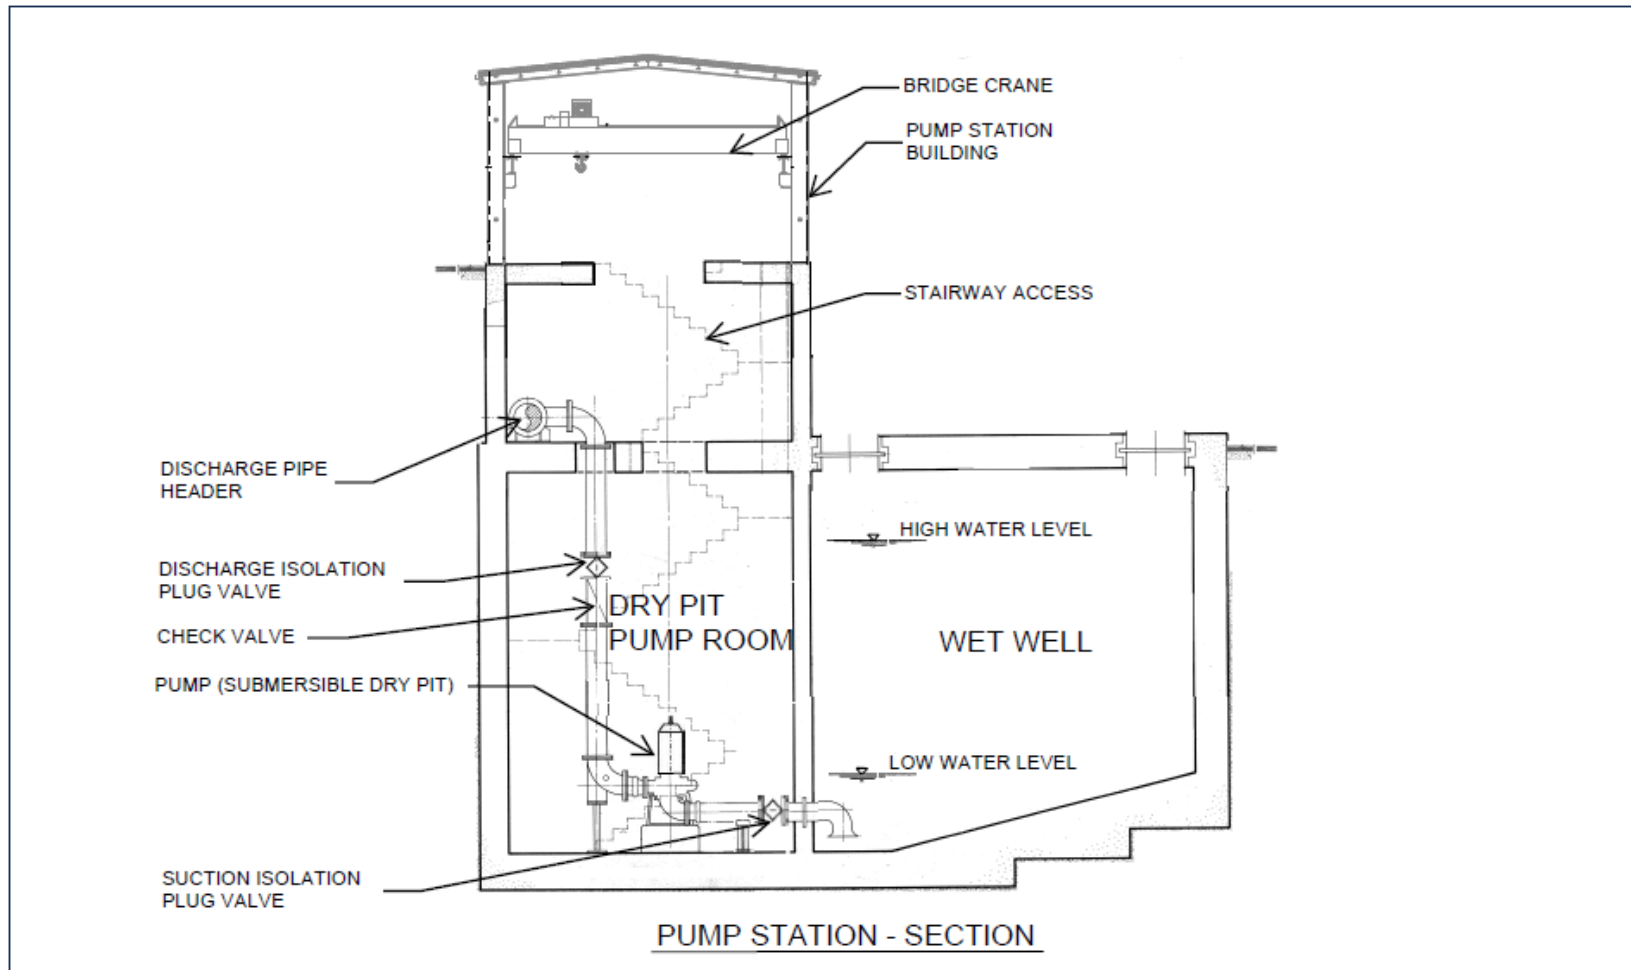 BRIDGE CRANE
PUMP STATION
BUILDING
STAIRWAY ACCESS
DISCHARGE PIPE
HEADER
HIGH WATER LEVEL
DISCHARGE ISOLATION
PLUG VALVE
DRY PIT
PUMP ROOM
CHECK VALVE
WET WELL
PUMP (SUBMERSIBLE DRY PIT)
LOW WATER LEVEL
SUCTION ISOLATION
PLUG VALVE
PUMP STATION - SECTION